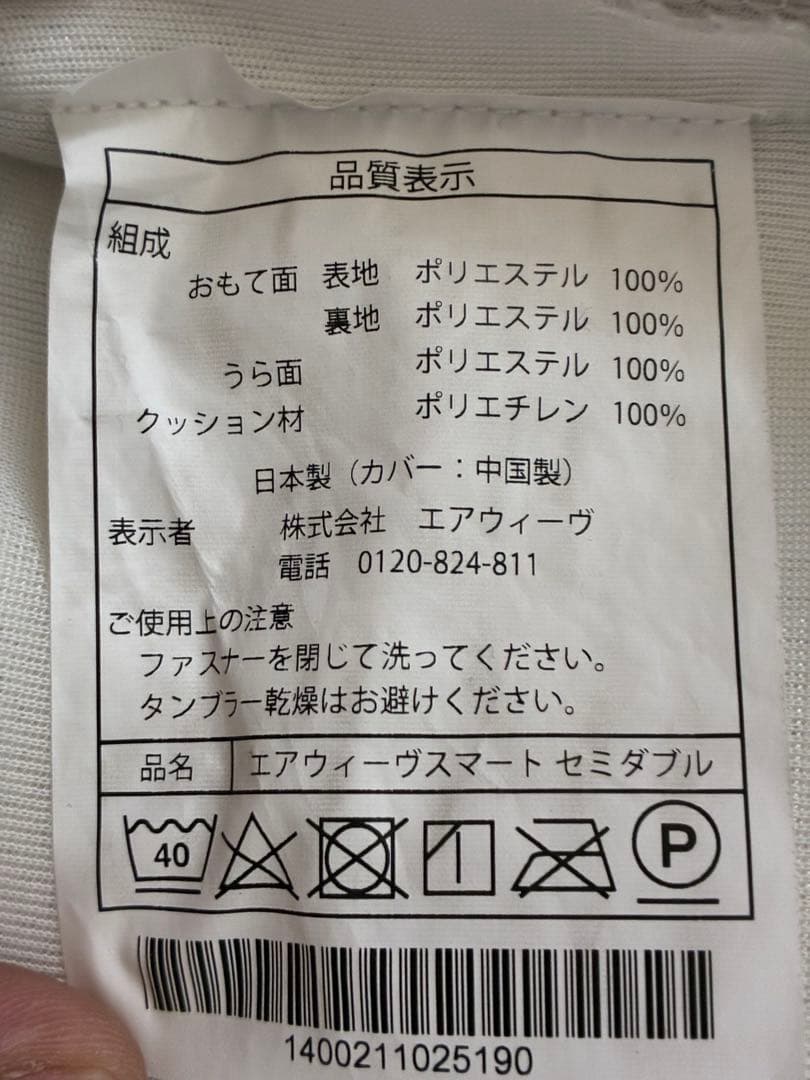 品質表示
組成
おもて面 表地 ポリエステル 100%
裏地 ポリエステル 100%
うら面 ポリエステル 100%
クッション材 ポリエチレン 100%
日本製（カバー：中国製）
表示者 株式会社 エアウィーヴ
電話 0120-824-811
ご使用上の注意
ファスナーを閉じて洗ってください。
タンブラー乾燥はお避けください。
品名 エアウィーヴスマート セミダブル
40 P
1400211025190